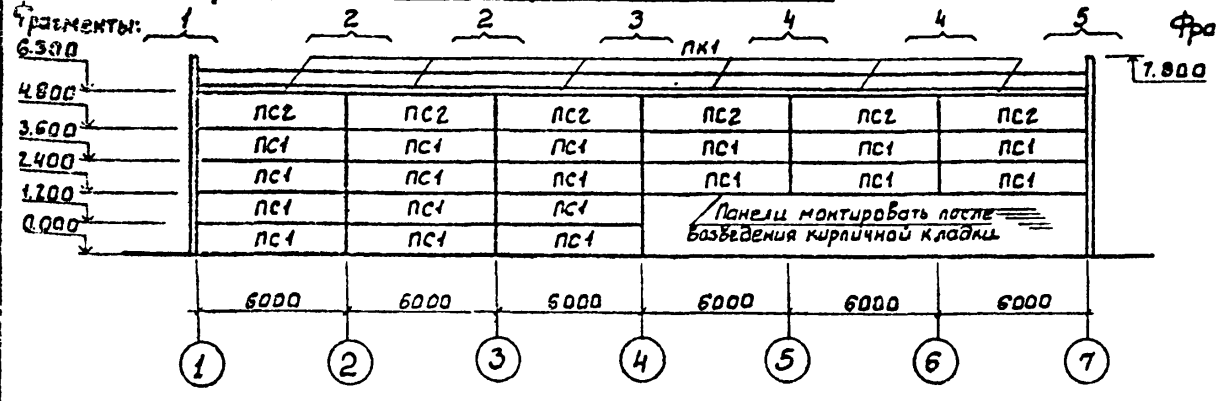 Фрагменты: 1 2 2 3 4 4 5 Фра
6.300 ПК1 7.800
4.800
ПС2 ПС2 ПС2 ПС2 ПС2 ПС2
3.600
ПС1 ПС1 ПС1 ПС1 ПС1 ПС1
2.400
ПС1 ПС1 ПС1 ПС1 ПС1 ПС1
1.200
ПС1 ПС1 ПС1 Панели монтировать после
0.000
ПС1 ПС1 ПС1 возведения кирпичной кладки
6000 6000 6000 6000 6000 6000
1 2 3 4 5 6 7